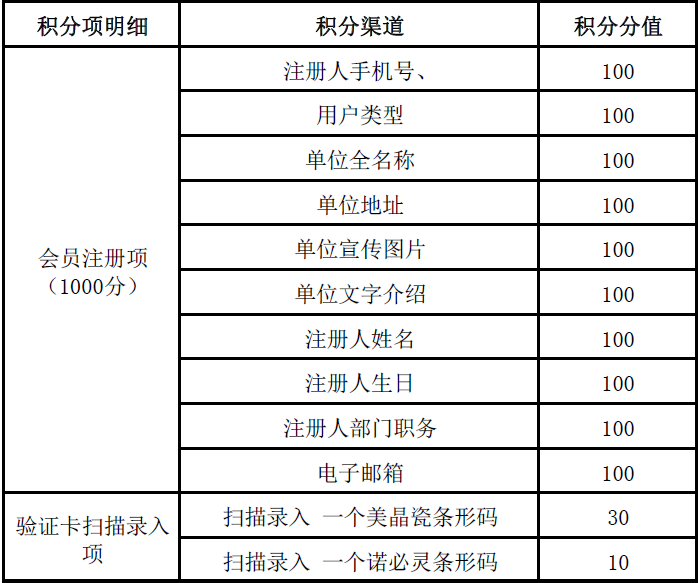 积分项明细 积分渠道 积分分值
会员注册项
（1000分）
注册人手机号、 100
用户类型 100
单位全名称 100
单位地址 100
单位宣传图片 100
单位文字介绍 100
注册人姓名 100
注册人生日 100
注册人部门职务 100
电子邮箱 100
验证卡扫描录入
项
扫描录入 一个美晶瓷条形码 30
扫描录入 一个诺必灵条形码 10